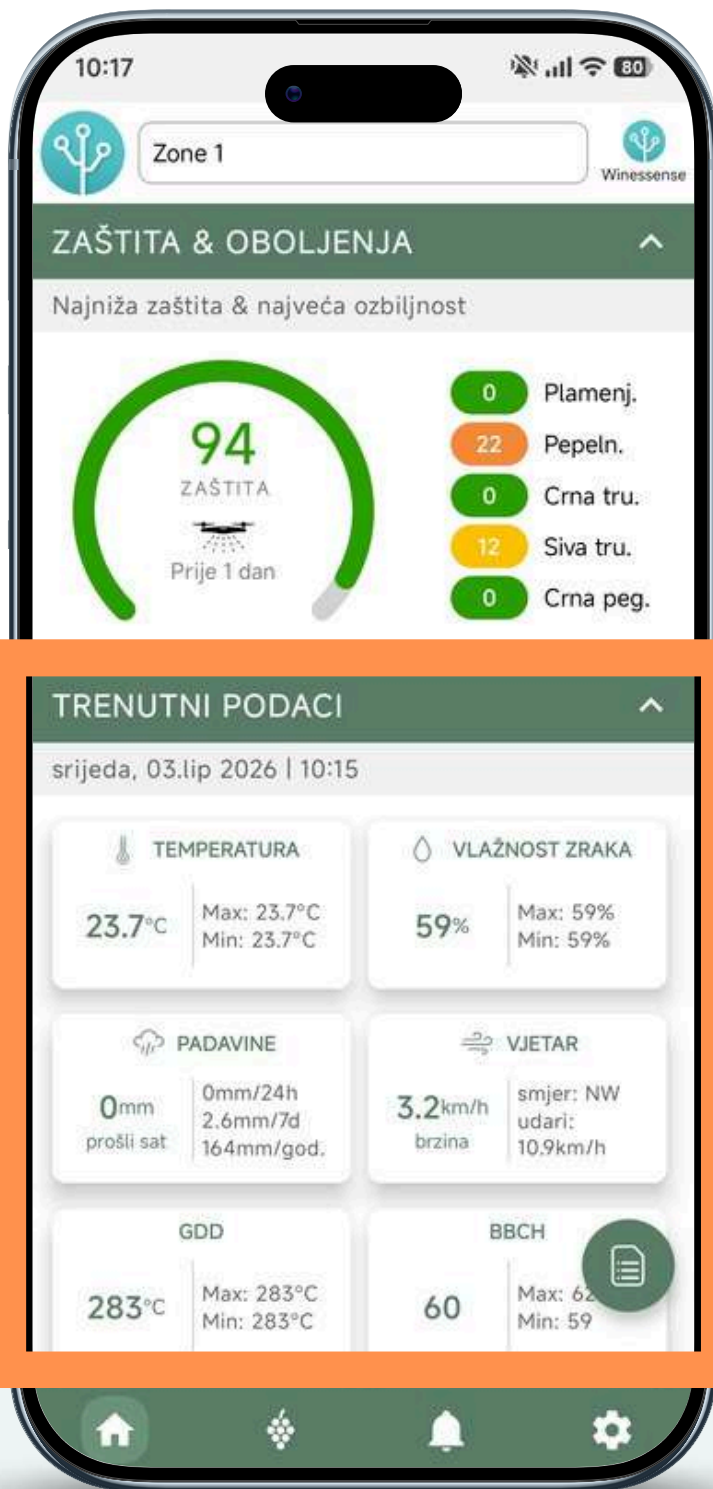 10:17
80
Zone 1
Winessense
ZAŠTITA & OBOLJENJA
Najniža zaštita & najveća ozbiljnost
94
ZAŠTITA
Prije 1 dan
0 Plamenj.
22 Pepeln.
0 Crna tru.
12 Siva tru.
0 Crna peg.
TRENUTNI PODACI
srijeda, 03.lip 2026 | 10:15
TEMPERATURA
23.7°C
Max: 23.7°C
Min: 23.7°C
VLAŽNOST ZRAKA
59%
Max: 59%
Min: 59%
PADAVINE
0mm
prošli sat
0mm/24h
2.6mm/7d
164mm/god.
VJETAR
3.2km/h
brzina
smjer: NW
udari:
10.9km/h
GDD
283°C
Max: 283°C
Min: 283°C
BBCH
60
Max: 62
Min: 59